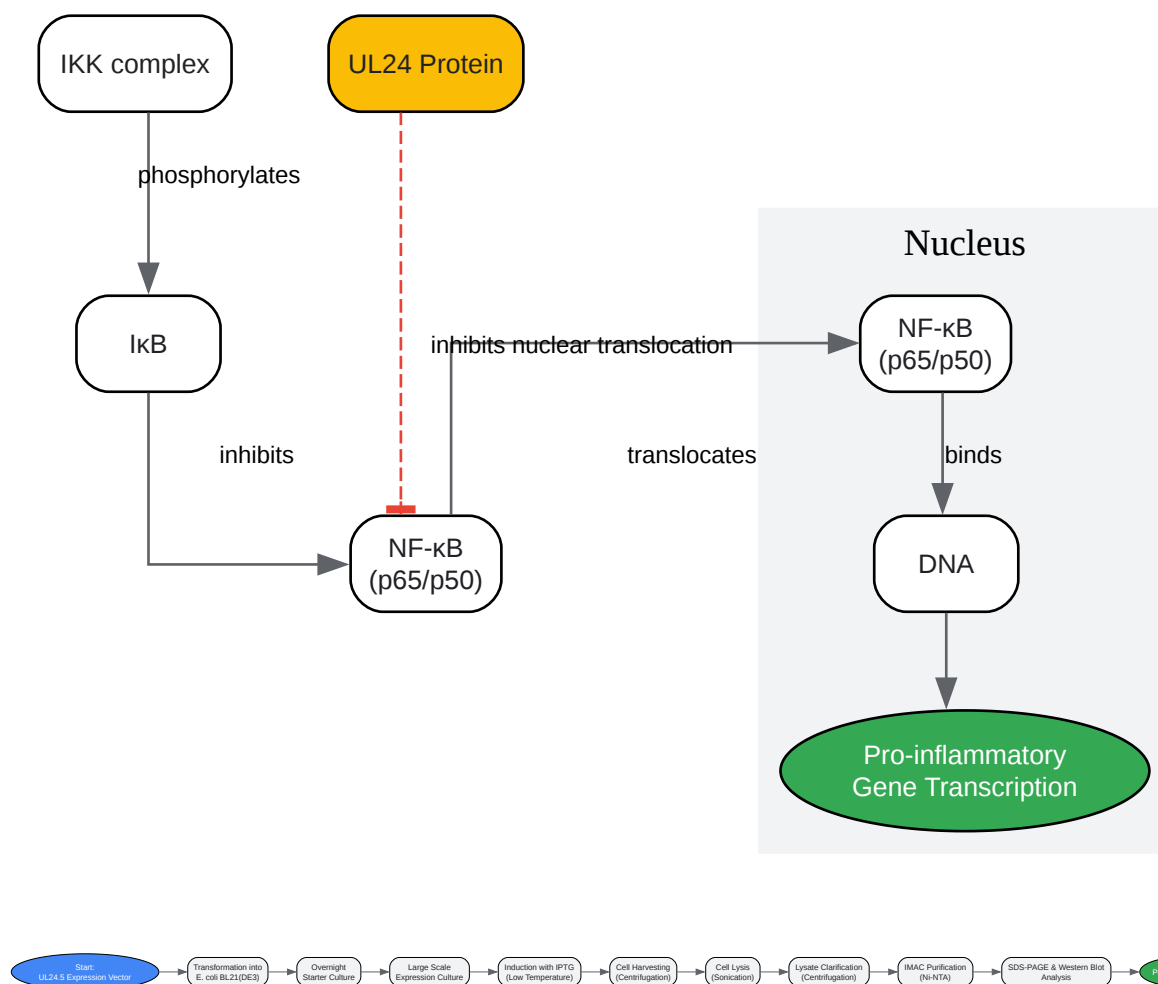 IKK complex
UL24 Protein
phosphorylates
Nucleus
IκB
inhibits nuclear translocation
NF-κB
(p65/p50)
inhibits
translocates
binds
NF-κB
(p65/p50)
DNA
Pro-inflammatory
Gene Transcription
Start:
UL24.5 Expression Vector
Transformation into
E. coli BL21(DE3)
Overnight
Starter Culture
Large Scale
Expression Culture
Induction with IPTG
(Low Temperature)
Cell Harvesting
(Centrifugation)
Cell Lysis
(Sonication)
Lysate Clarification
(Centrifugation)
IMAC Purification
(Ni-NTA)
SDS-PAGE & Western Blot
Analysis